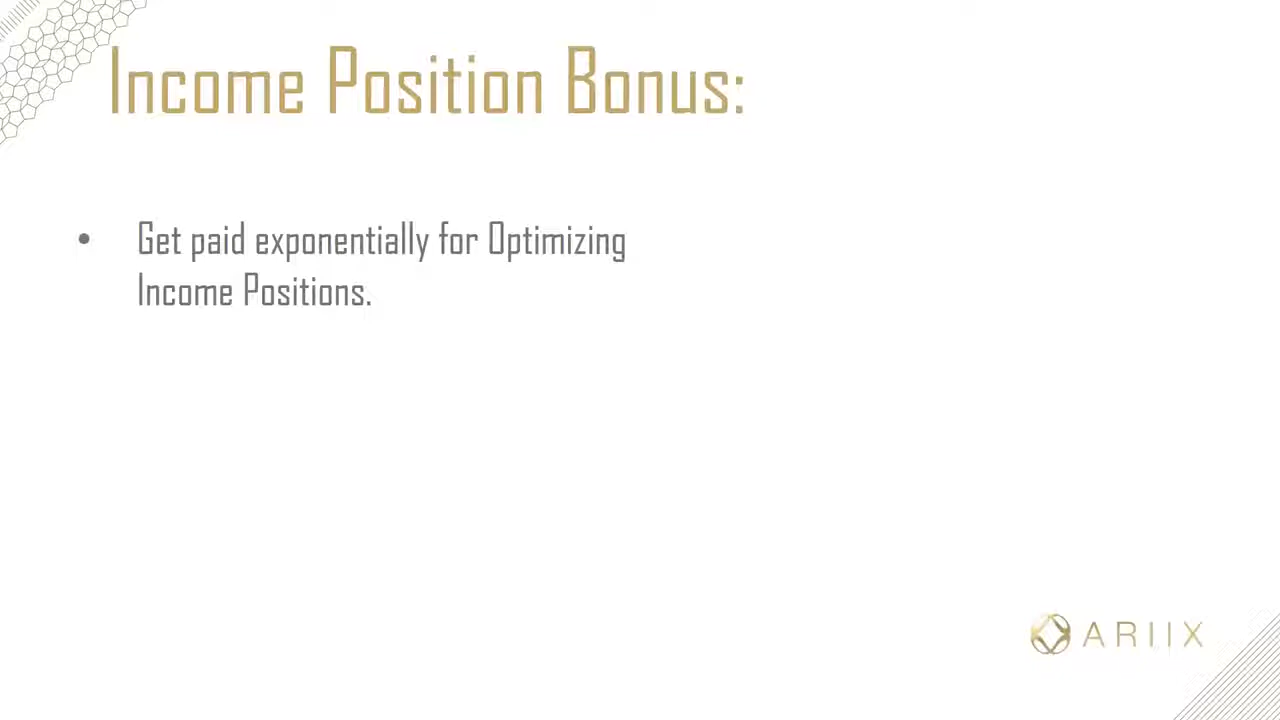 Income Position Bonus:
• Get paid exponentially for Optimizing
Income Positions.
ARIIX